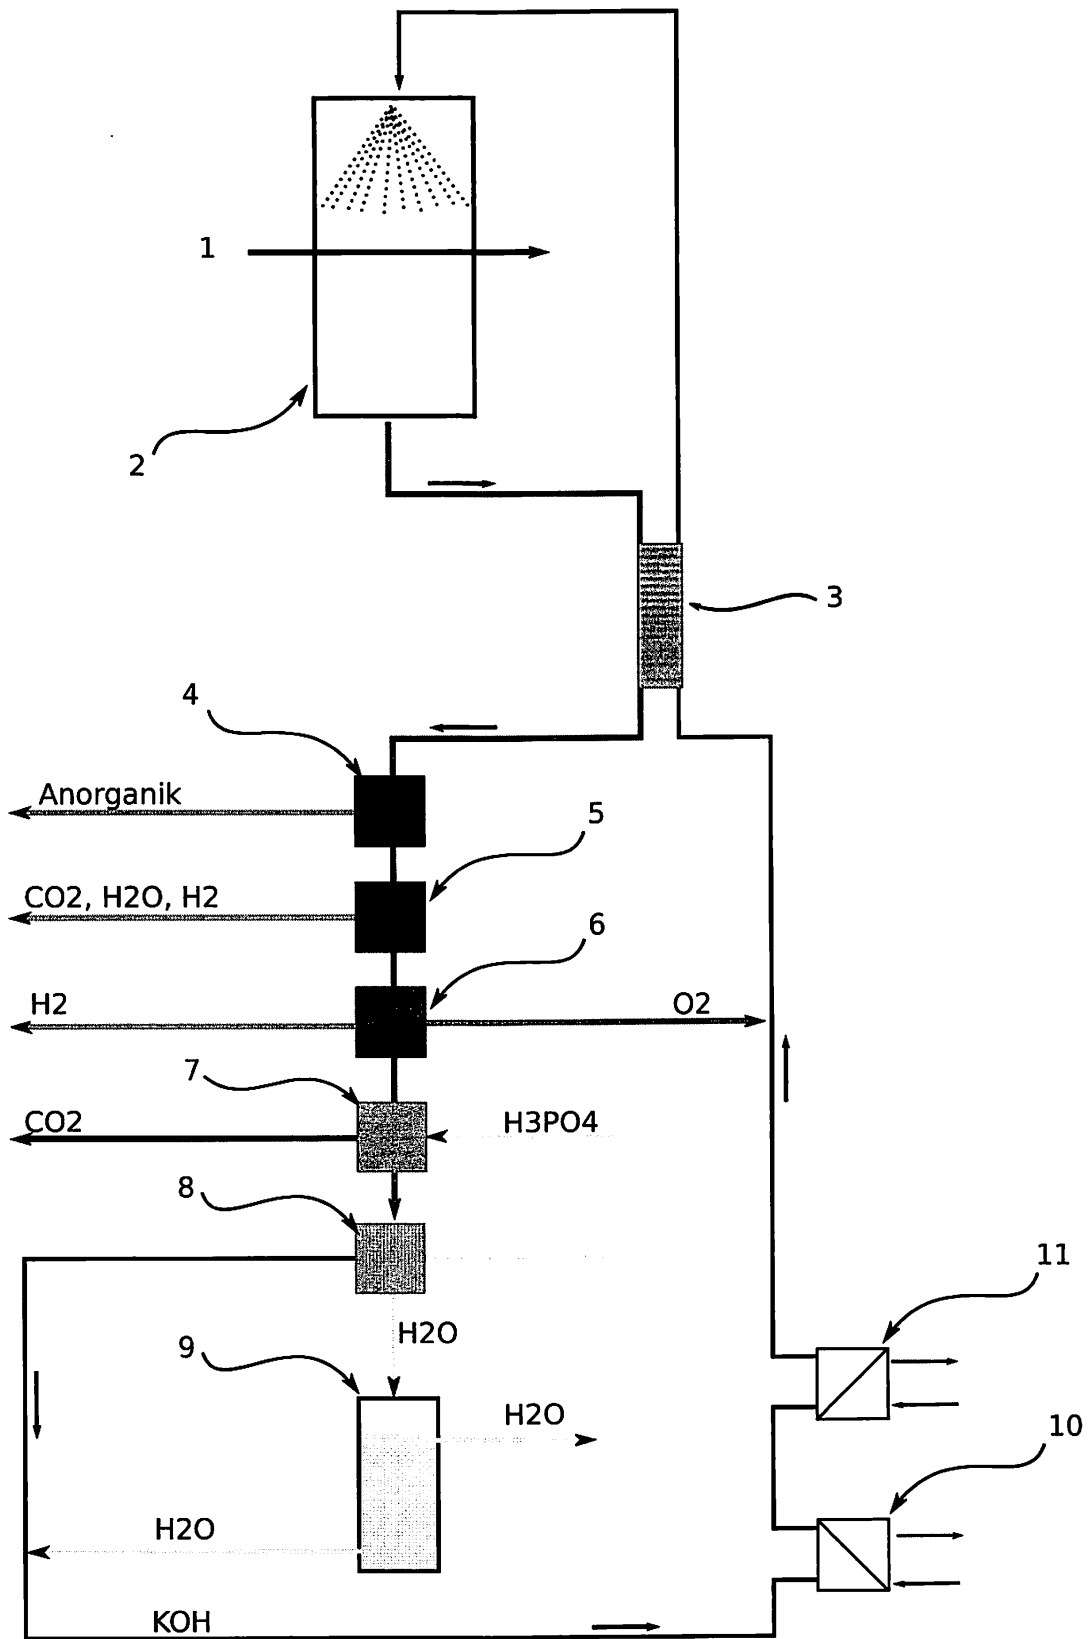 1
2
3
4
Anorganik
5
CO2, H2O, H2
6
H2
O2
7
CO2
H3PO4
8
11
H2O
9
H2O
10
H2O
KOH